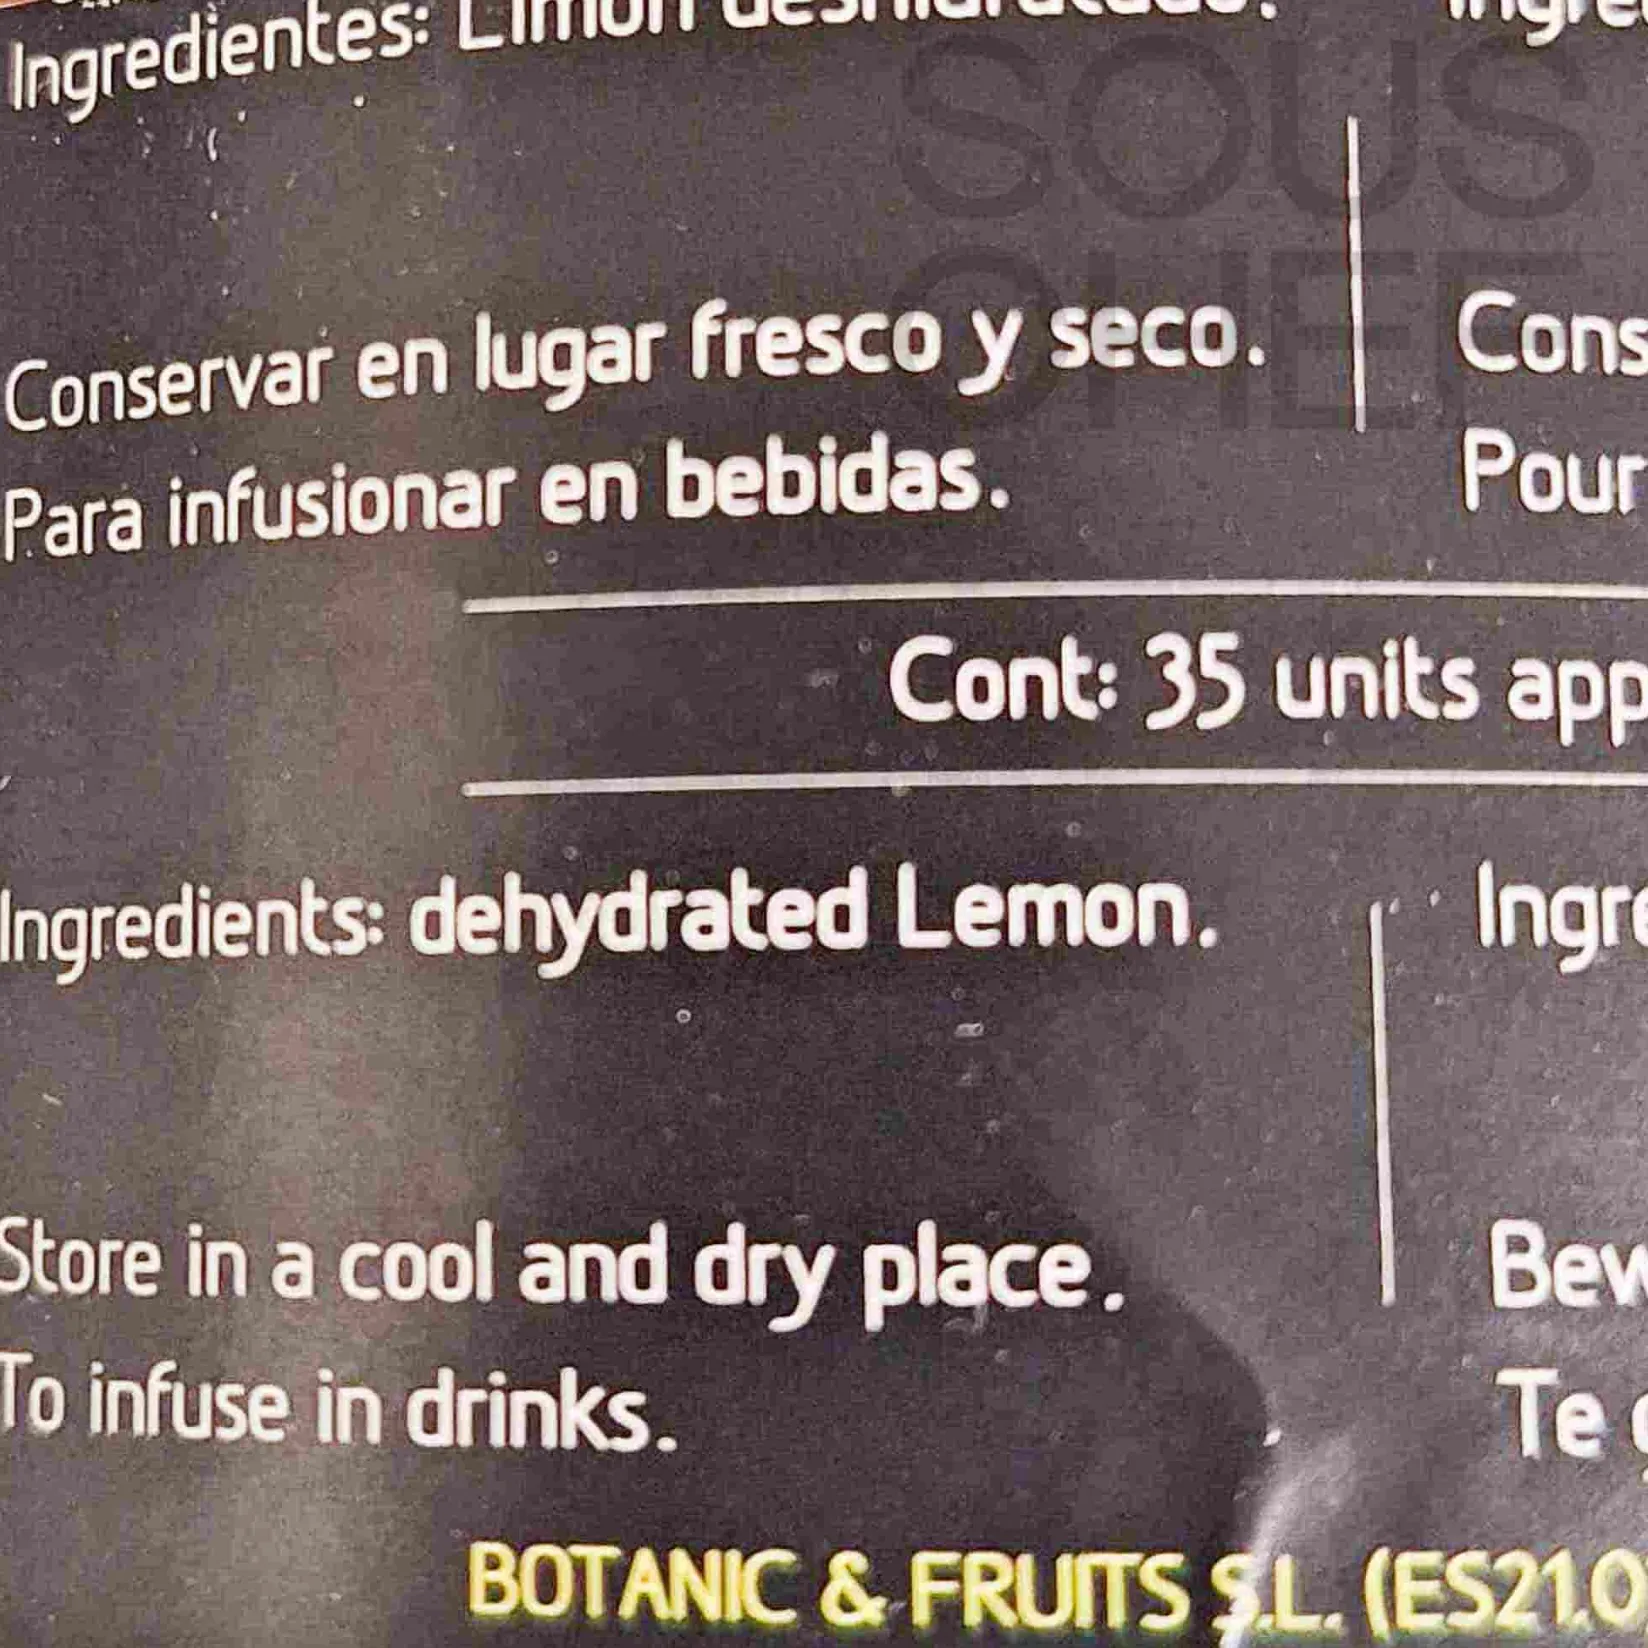 Ingredientes: Limón deshidratado.
SOUS
CHEF
Conservar en lugar fresco y seco.
Cons
Para infusionar en bebidas.
Pour
Cont: 35 units app
Ingredients: dehydrated Lemon.
Ingre
Store in a cool and dry place.
Bew
To infuse in drinks.
Te
BOTANIC & FRUITS S.L. (ES21.0